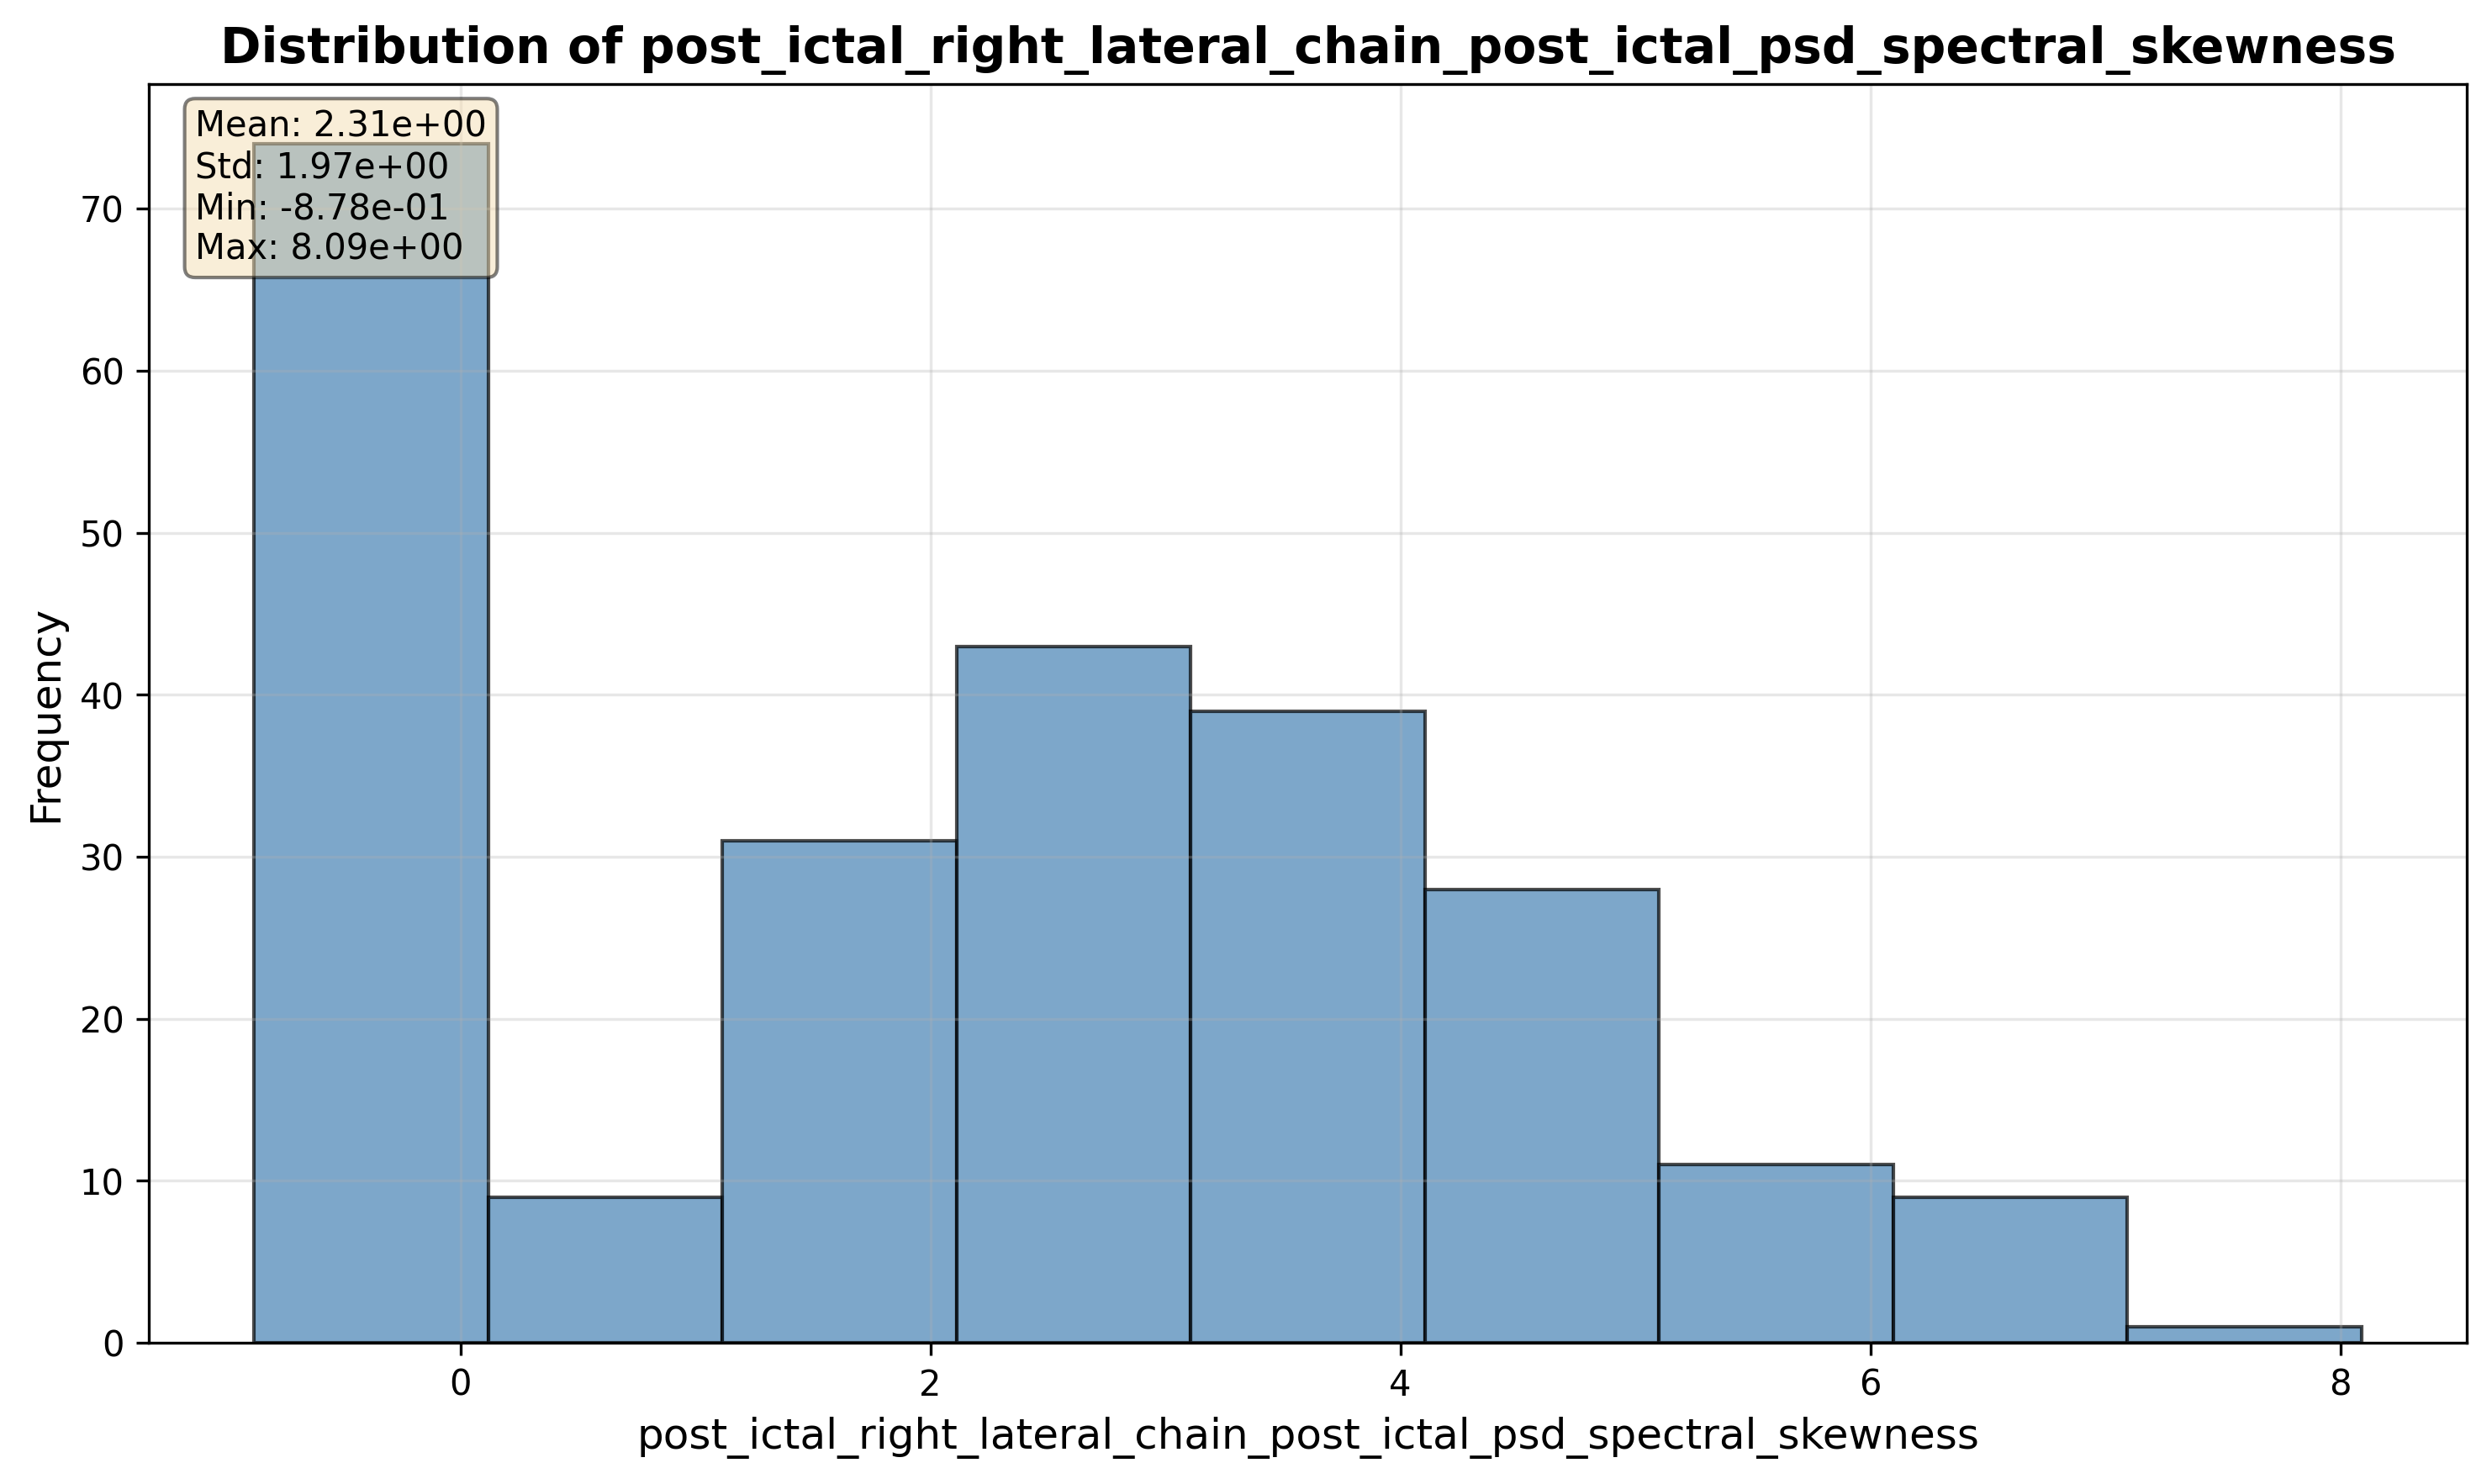 Distribution of post_ictal_right_lateral_chain_post_ictal_psd_spectral_skewness
Mean: 2.31e+00
Std: 1.97e+00
Min: -8.78e-01
Max: 8.09e+00
70
60
50
40
30
20
10
0
Frequency
0 2 4 6 8
post_ictal_right_lateral_chain_post_ictal_psd_spectral_skewness